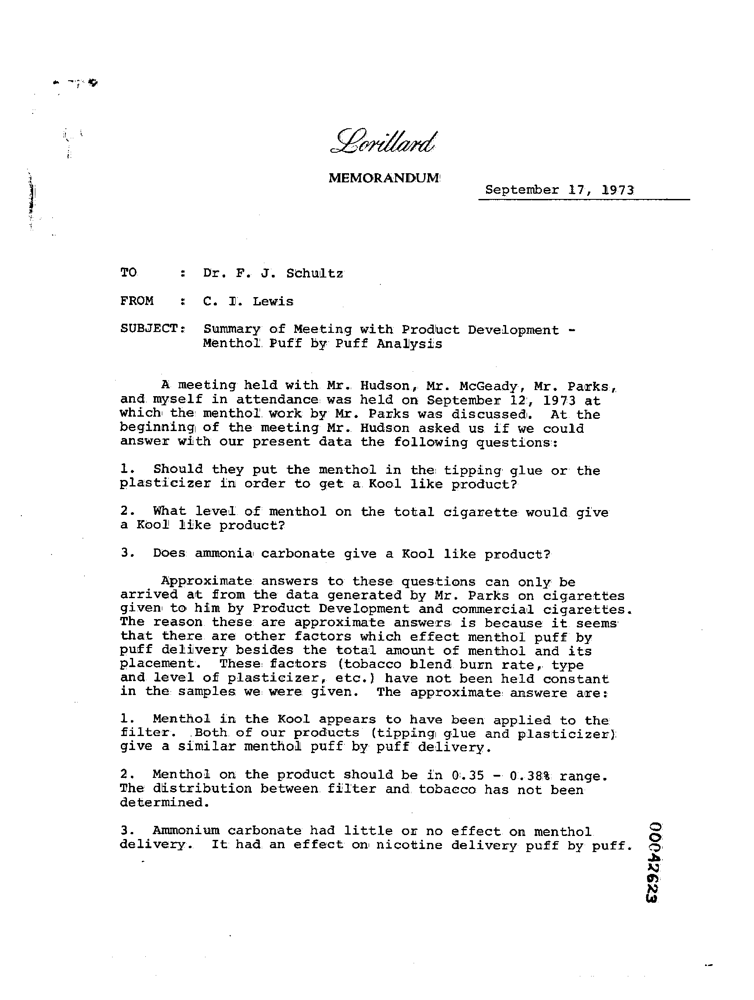 Lorillard
MEMORANDUM
September 17, 1973
TO : Dr. F. J. Schultz
FROM : C. I. Lewis
SUBJECT: Summary of Meeting with Product Development -
Menthol Puff by Puff Analysis
A meeting held with Mr. Hudson, Mr. McGeady, Mr. Parks,
and myself in attendance was held on September 12, 1973 at
which the menthol work by Mr. Parks was discussed. At the
beginning of the meeting Mr. Hudson asked us if we could
answer with our present data the following questions:
1. Should they put the menthol in the tipping glue or the
plasticizer in order to get a Kool like product?
2. What level of menthol on the total cigarette would give
a Kool like product?
3. Does ammonia carbonate give a Kool like product?
Approximate answers to these questions can only be
arrived at from the data generated by Mr. Parks on cigarettes
given to him by Product Development and commercial cigarettes.
The reason these are approximate answers is because it seems
that there are other factors which effect menthol puff by
puff delivery besides the total amount of menthol and its
placement. These factors (tobacco blend burn rate, type
and level of plasticizer, etc.) have not been held constant
in the samples we were given. The approximate answere are:
1. Menthol in the Kool appears to have been applied to the
filter. Both of our products (tipping glue and plasticizer)
give a similar menthol puff by puff delivery.
2. Menthol on the product should be in 0.35 - 0.38% range.
The distribution between filter and tobacco has not been
determined.
3. Ammonium carbonate had little or no effect on menthol
delivery. It had an effect on nicotine delivery puff by puff.
00042623